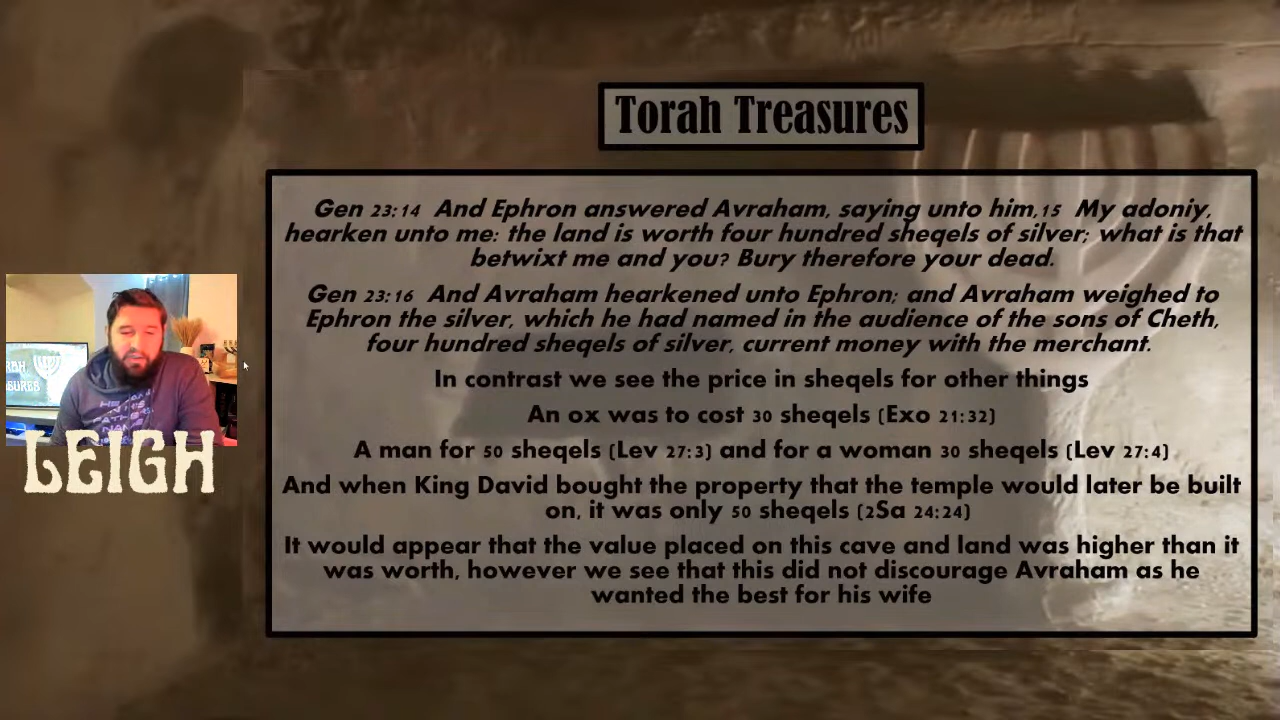 Torah Treasures
Gen 23:14 And Ephron answered Avraham, saying unto him,15 My adoniy,
hearken unto me: the land is worth four hundred sheqels of silver; what is that
betwixt me and you? Bury therefore your dead.
Gen 23:16 And Avraham hearkened unto Ephron; and Avraham weighed to
Ephron the silver, which he had named in the audience of the sons of Cheth,
four hundred sheqels of silver, current money with the merchant.
In contrast we see the price in sheqels for other things
An ox was to cost 30 sheqels (Exo 21:32)
A man for 50 sheqels (Lev 27:3) and for a woman 30 sheqels (Lev 27:4)
And when King David bought the property that the temple would later be built
on, it was only 50 sheqels (2Sa 24:24)
It would appear that the value placed on this cave and land was higher than it
was worth, however we see that this did not discourage Avraham as he
wanted the best for his wife
LEIGH